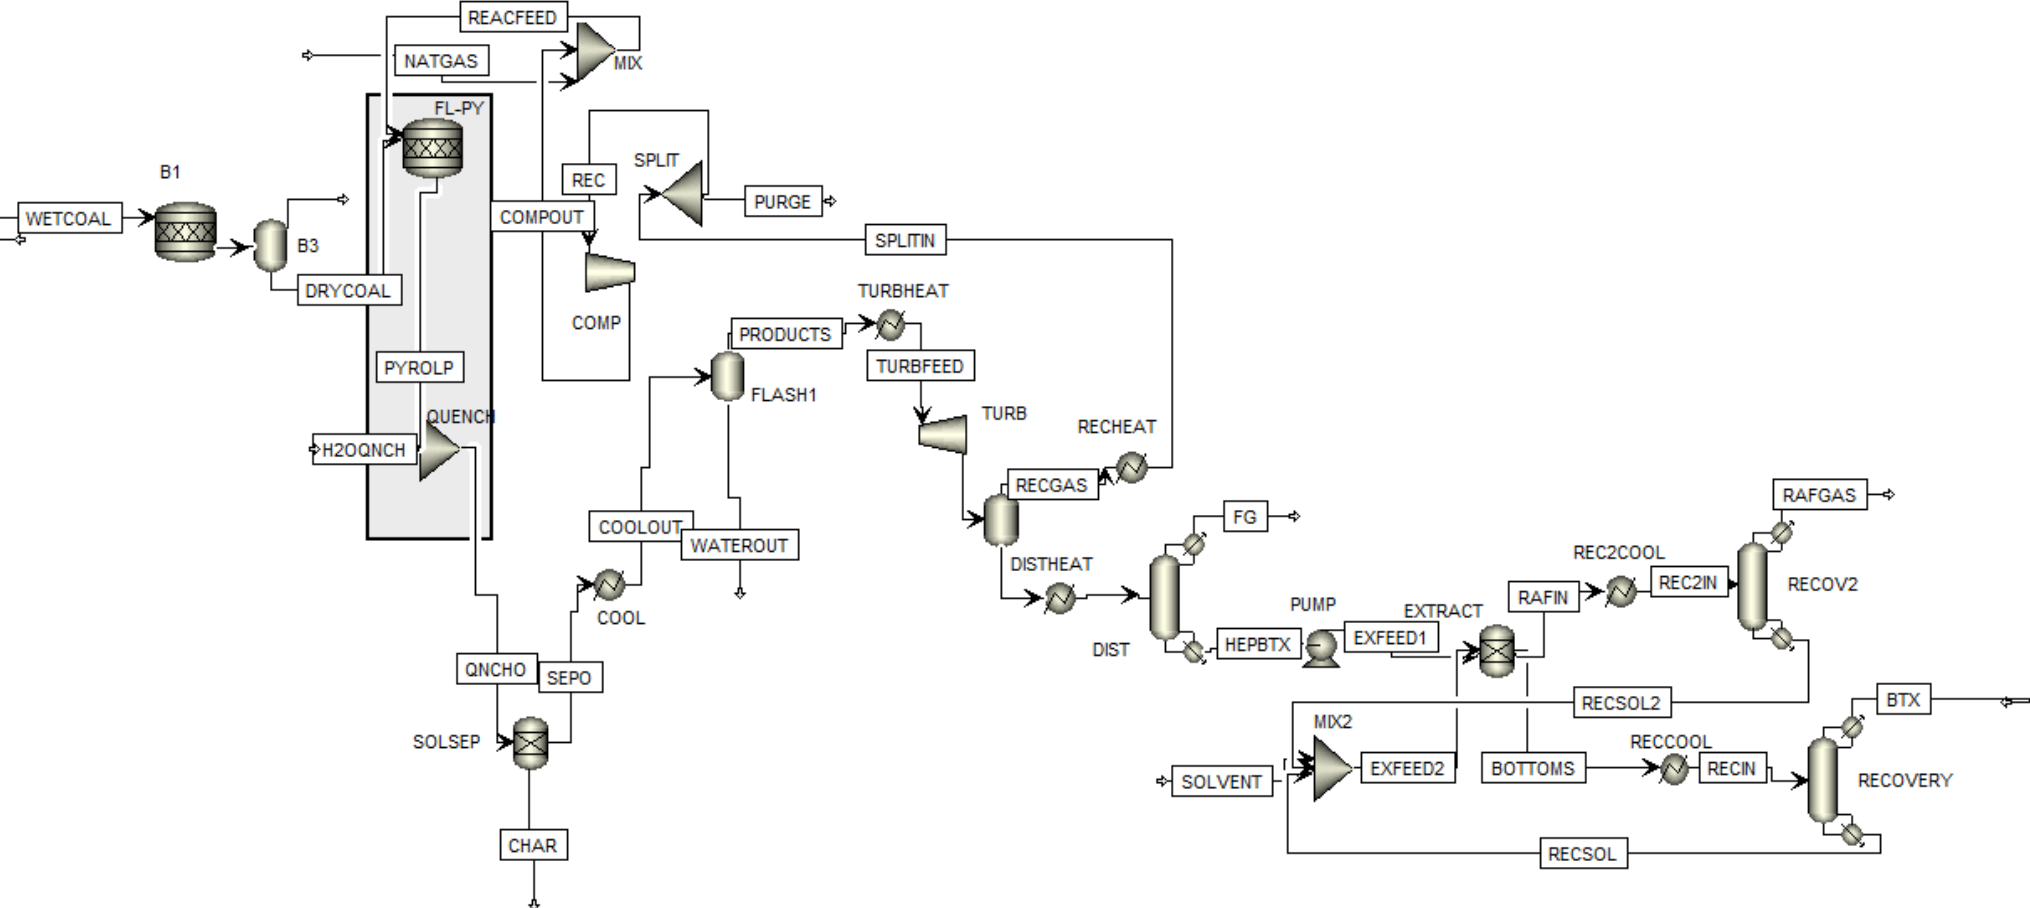 REACFEED
NATGAS
MIX
FL-PY
B1
SPLIT
REC
PURGE
WETCOAL
COMPOUT
B3
SPLITIN
DRYCOAL
TURBHEAT
COMP
PRODUCTS
PYROLP
TURBFEED
FLASH1
QUENCH
TURB
RECHEAT
H2OQNCH
RECGAS
RAFGAS
FG
COOLOUT
WATEROUT
REC2COOL
DISTHEAT
REC2IN
RECOV2
RAFIN
PUMP
EXTRACT
COOL
EXFEED1
HEPBTX
DIST
QNCHO
SEPO
RECSOL2
BTX
MIX2
SOLSEP
RECCOOL
EXFEED2
BOTTOMS
RECIN
SOLVENT
RECOVERY
CHAR
RECSOL